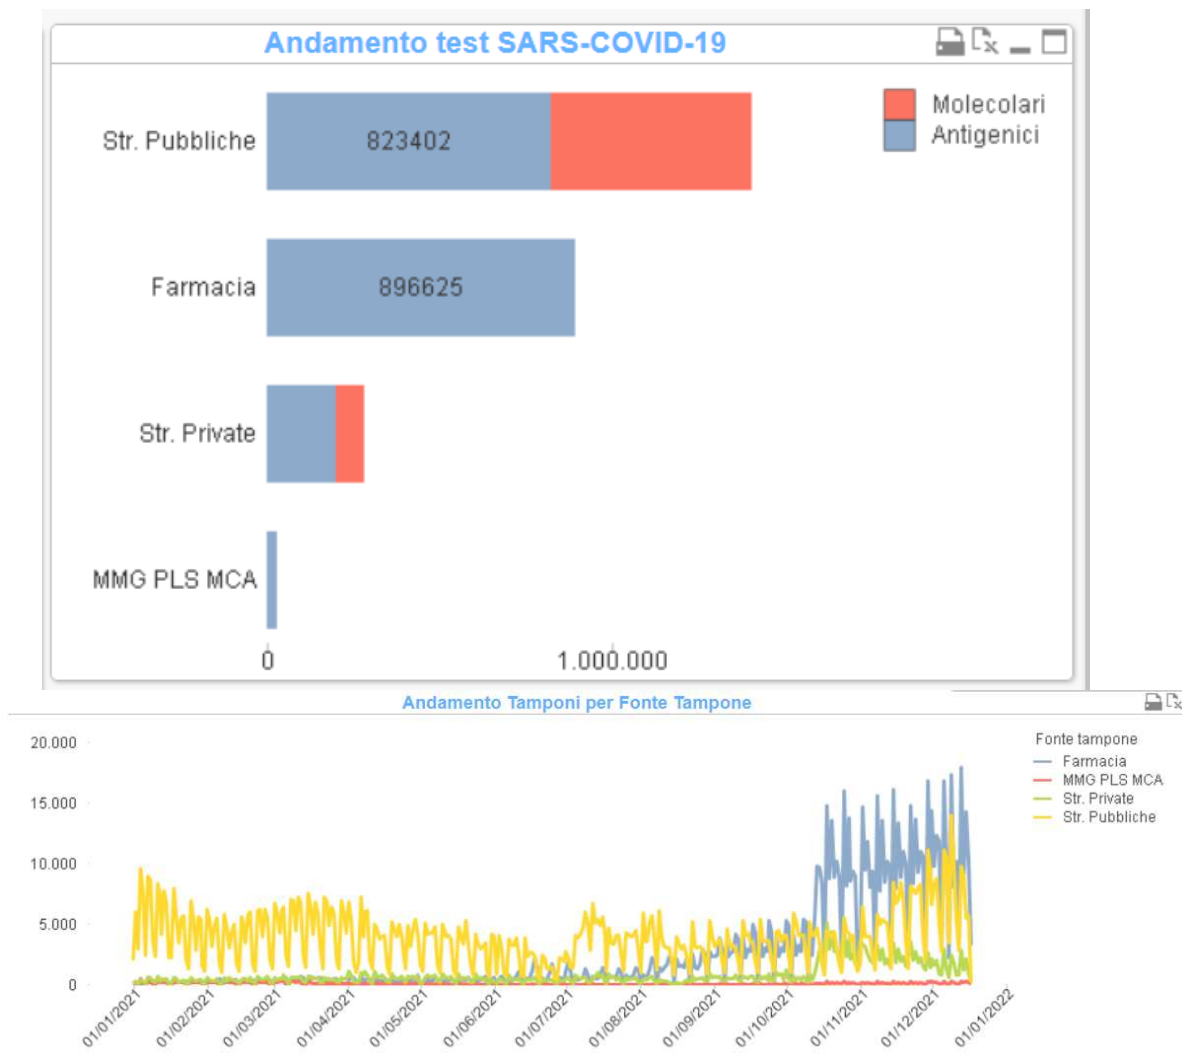 Andamento test SARS-COVID-19
Molecolari
Antigenici
Str. Pubbliche
823402
Farmacia
896625
Str. Private
MMG PLS MCA
0
1.000.000
Andamento Tamponi per Fonte Tampone
20.000
15.000
10.000
5.000
0
Fonte tampone
Farmacia
MMG PLS MCA
Str. Private
Str. Pubbliche
01/01/2021
01/02/2021
01/03/2021
01/04/2021
01/05/2021
01/06/2021
01/07/2021
01/08/2021
01/09/2021
01/10/2021
01/11/2021
01/12/2021
01/01/2022